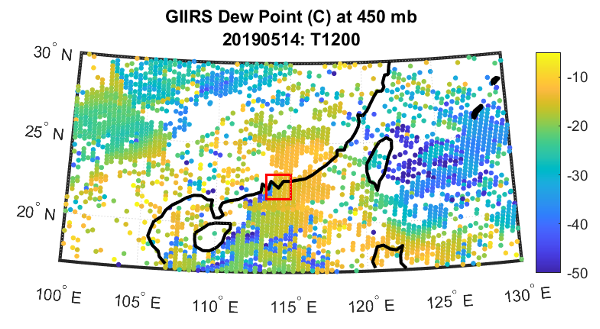 GIIRS Dew Point (C) at 450 mb
20190514: T1200
30° N
25° N
20° N
100° E
105° E
110° E
115° E
120° E
125° E
130° E
-10
-20
-30
-40
-50